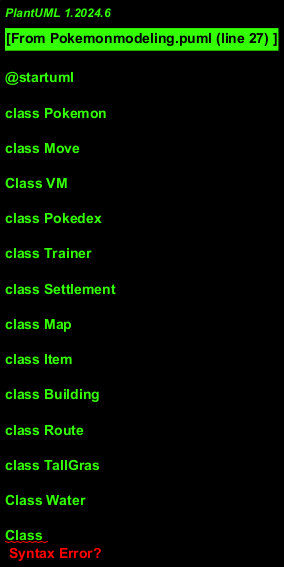 PlantUML 1.2024.6
[From Pokemonmodeling.puml (line 27) ]
@startuml
class Pokemon
class Move
Class VM
class Pokedex
class Trainer
class Settlement
class Map
class Item
class Building
class Route
class TallGras
Class Water
Class
Syntax Error?